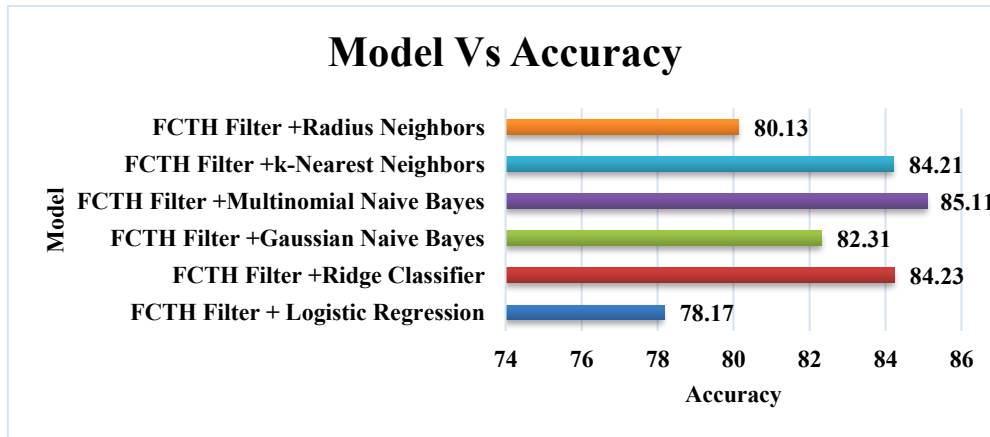 Model Vs Accuracy
FCTH Filter +Radius Neighbors
80.13
FCTH Filter +k-Nearest Neighbors
84.21
FCTH Filter +Multinomial Naive Bayes
85.11
FCTH Filter +Gaussian Naive Bayes
82.31
FCTH Filter +Ridge Classifier
84.23
FCTH Filter + Logistic Regression
78.17
Model
74 76 78 80 82 84 86
Accuracy